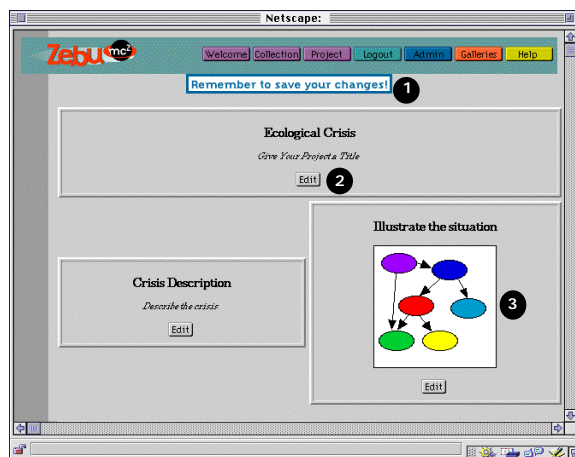 Netscape:
Zebu mc²
Welcome Collection Project Logout Admin Galleries Help
Remember to save your changes!
1
Ecological Crisis
Give Your Project a Title
Edit
2
Illustrate the situation
Crisis Description
Describe the crisis
Edit
3
Edit